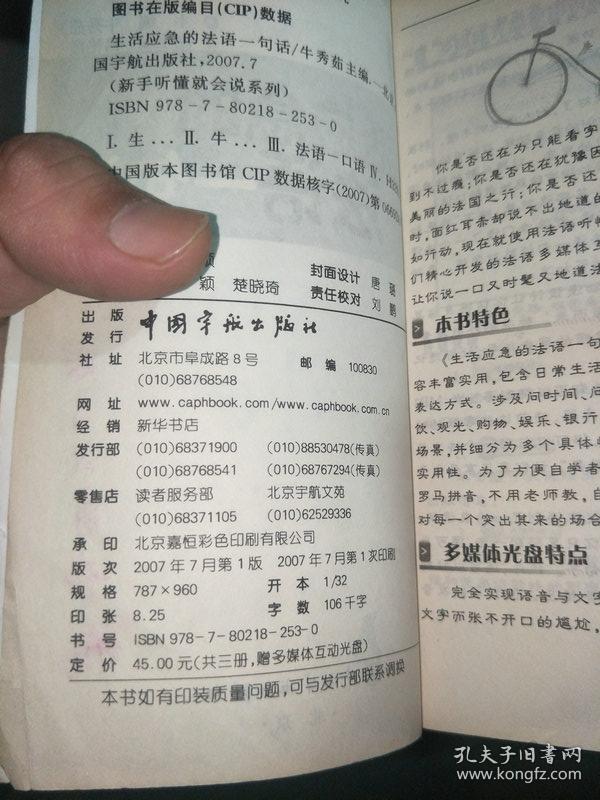 图书在版编目(CIP)数据
生活应急的法语一句话/牛秀茹主编.—北
国宇航出版社,2007.7
(新手听懂就会说系列)
ISBN 978-7-80218-253-0
Ⅰ.生… Ⅱ.牛… Ⅲ.法语—口语 Ⅳ.
中国版本图书馆CIP数据核字(2007)第
封面设计 唐
颖 楚晓琦 责任校对 刘鹏
出版
发行 中国宇航出版社
社址 北京市阜成路8号 邮编 100830
(010)68768548
网址 www.caphbook.com/www.caphbook.com.cn
经销 新华书店
发行部 (010)68371900 (010)88530478(传真)
(010)68768541 (010)68767294(传真)
零售店 读者服务部 北京宇航文苑
(010)68371105 (010)62529336
承印 北京嘉恒彩色印刷有限公司
版次 2007年7月第1版 2007年7月第1次印刷
规格 787×960 开本 1/32
印张 8.25 字数 106千字
书号 ISBN 978-7-80218-253-0
定价 45.00元(共三册,赠多媒体互动光盘)
本书如有印装质量问题,可与发行部联系调换
你是否还在为只能看字
到不过瘾;你是否还在犹豫因
美丽的法国之行;你是否还
时,面红耳赤却说不出地道的
如行动,现在就使用法语听
们精心开发的法语多媒体互
让你说一口又时髦又地道法
本书特色
《生活应急的法语一句
容丰富实用,包含日常生活
表达方式。涉及问时间、问
饮、观光、购物、娱乐、银行
场景,并细分为多个具体
实用性。为了方便自学者
罗马拼音,不用老师教,自
对每一个突出其来的场合
多媒体光盘特点
完全实现语音与文字
文字而张不开口的尴尬,
孔夫子旧书网
www.kongfz.com